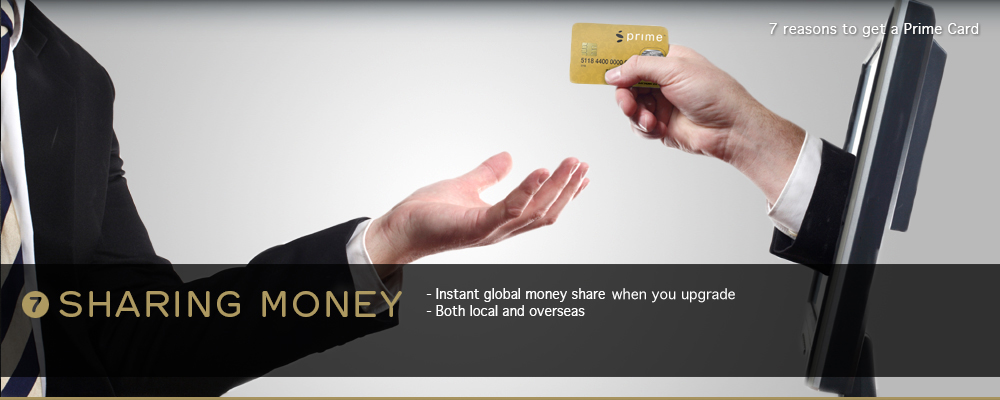 7 reasons to get a Prime Card
prime
5118 4400 0000
7 SHARING MONEY
- Instant global money share when you upgrade
- Both local and overseas